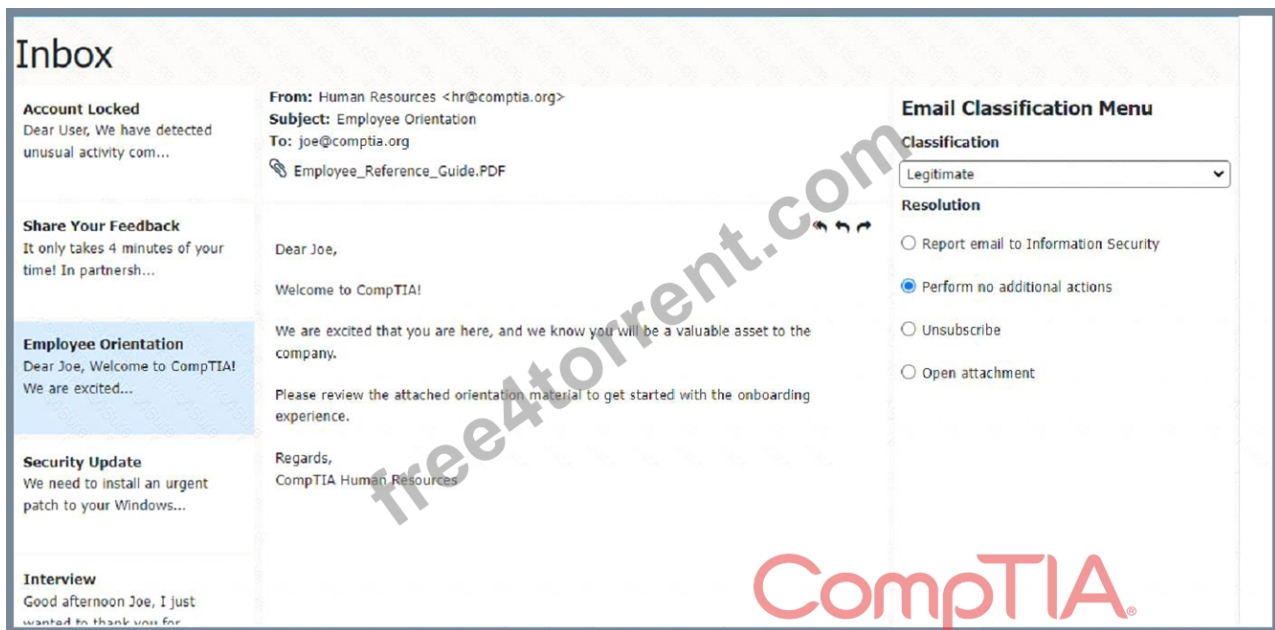 Inbox
Account Locked
Dear User, We have detected
unusual activity com...
Share Your Feedback
It only takes 4 minutes of your
time! In partnersh...
Employee Orientation
Dear Joe, Welcome to CompTIA!
We are excited...
Security Update
We need to install an urgent
patch to your Windows...
Interview
Good afternoon Joe, I just
wanted to thank you for
From: Human Resources <hr@comptia.org>
Subject: Employee Orientation
To: joe@comptia.org
Employee_Reference_Guide.PDF
Dear Joe,
Welcome to CompTIA!
We are excited that you are here, and we know you will be a valuable asset to the
company.
Please review the attached orientation material to get started with the onboarding
experience.
Regards,
CompTIA Human Resources
Email Classification Menu
Classification
Legitimate
Resolution
Report email to Information Security
Perform no additional actions
Unsubscribe
Open attachment
free4torrent.com
CompTIA®